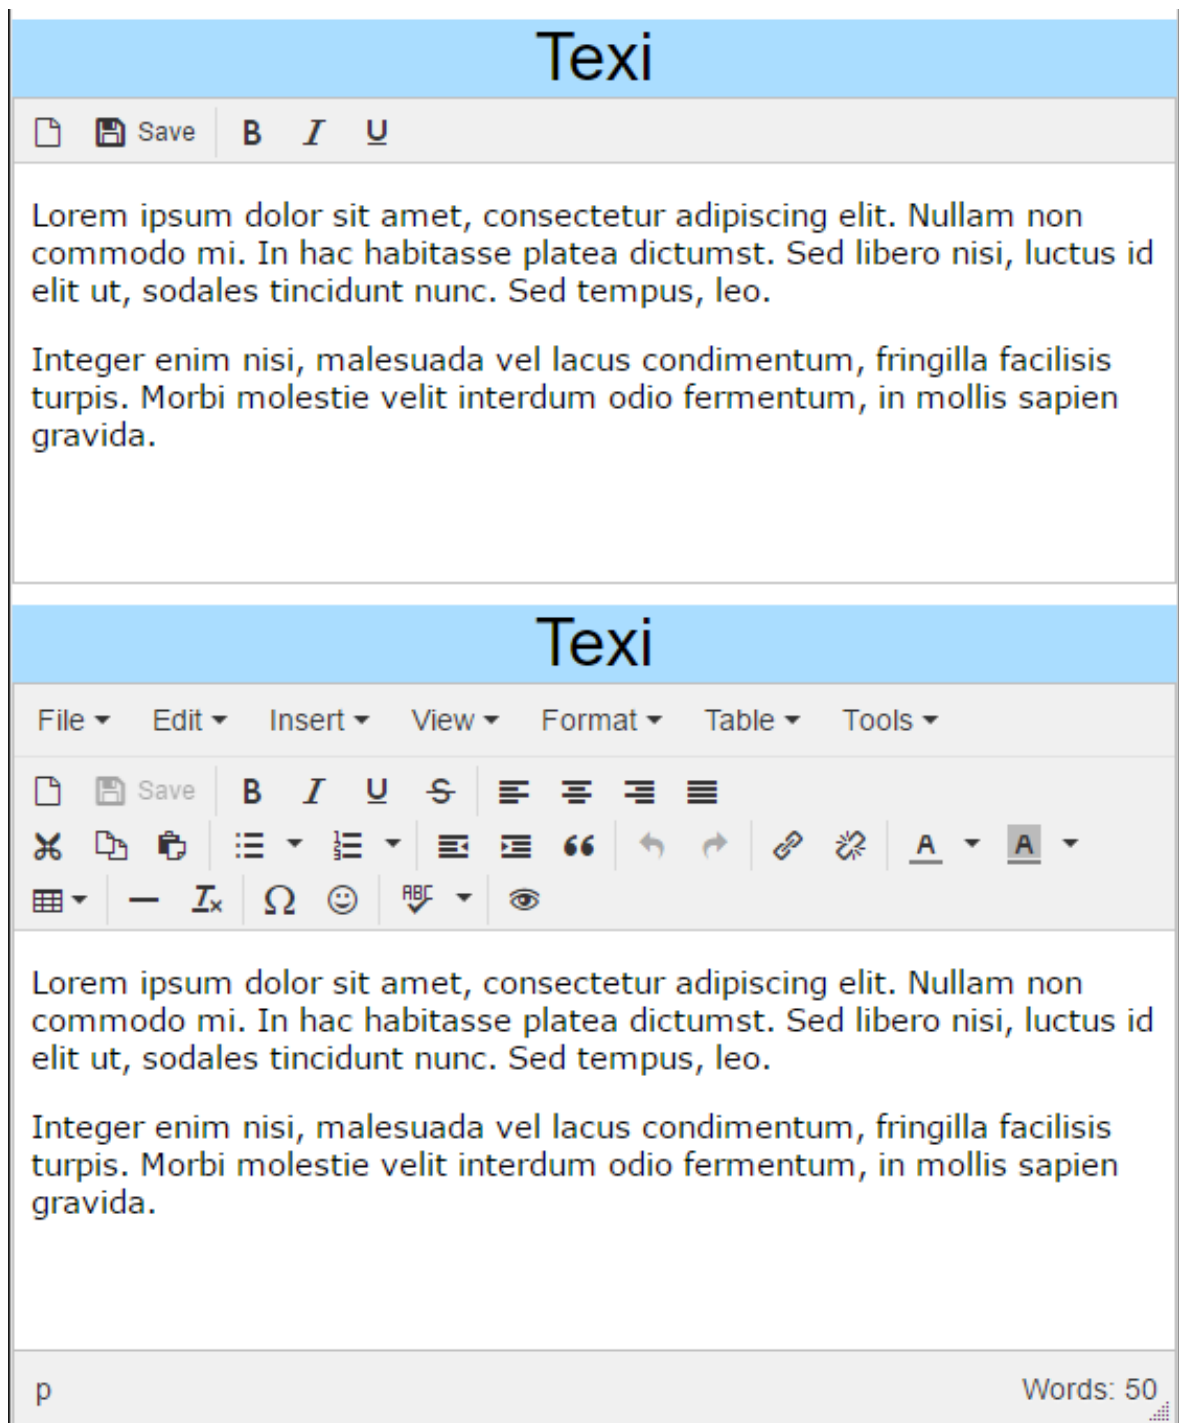 Texi
Save B I U
Lorem ipsum dolor sit amet, consectetur adipiscing elit. Nullam non
commodo mi. In hac habitasse platea dictumst. Sed libero nisi, luctus id
elit ut, sodales tincidunt nunc. Sed tempus, leo.
Integer enim nisi, malesuada vel lacus condimentum, fringilla facilisis
turpis. Morbi molestie velit interdum odio fermentum, in mollis sapien
gravida.
Texi
File Edit Insert View Format Table Tools
Save B I U S
A A
Ω ABC
Lorem ipsum dolor sit amet, consectetur adipiscing elit. Nullam non
commodo mi. In hac habitasse platea dictumst. Sed libero nisi, luctus id
elit ut, sodales tincidunt nunc. Sed tempus, leo.
Integer enim nisi, malesuada vel lacus condimentum, fringilla facilisis
turpis. Morbi molestie velit interdum odio fermentum, in mollis sapien
gravida.
p Words: 50